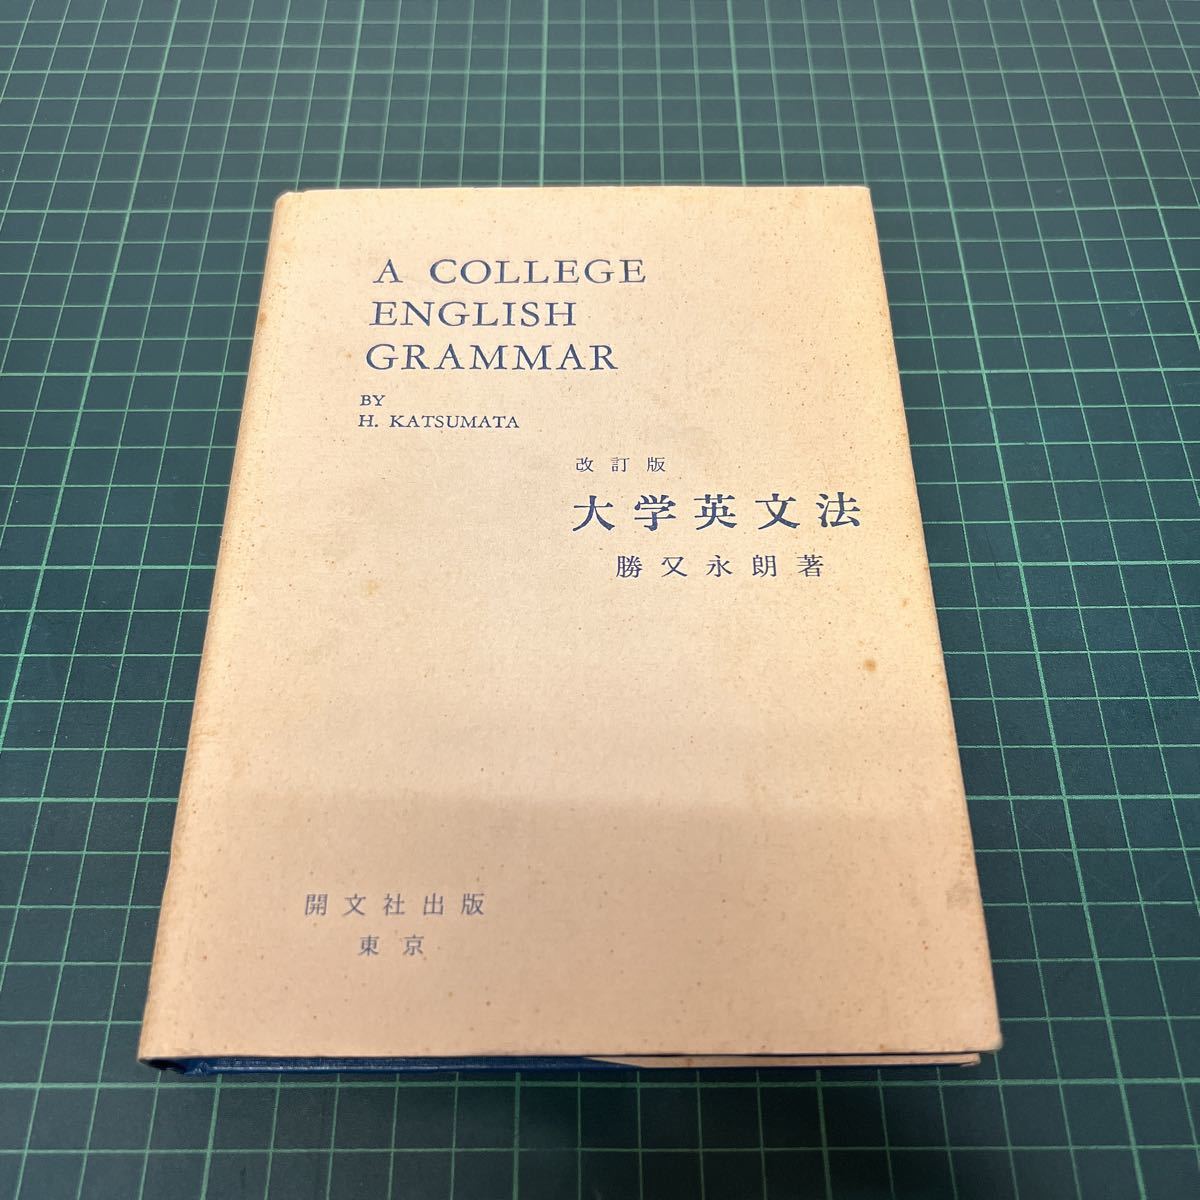 A COLLEGE
ENGLISH
GRAMMAR
BY
H. KATSUMATA
改訂版
大学英文法
勝又永朗著
開文社出版
東京